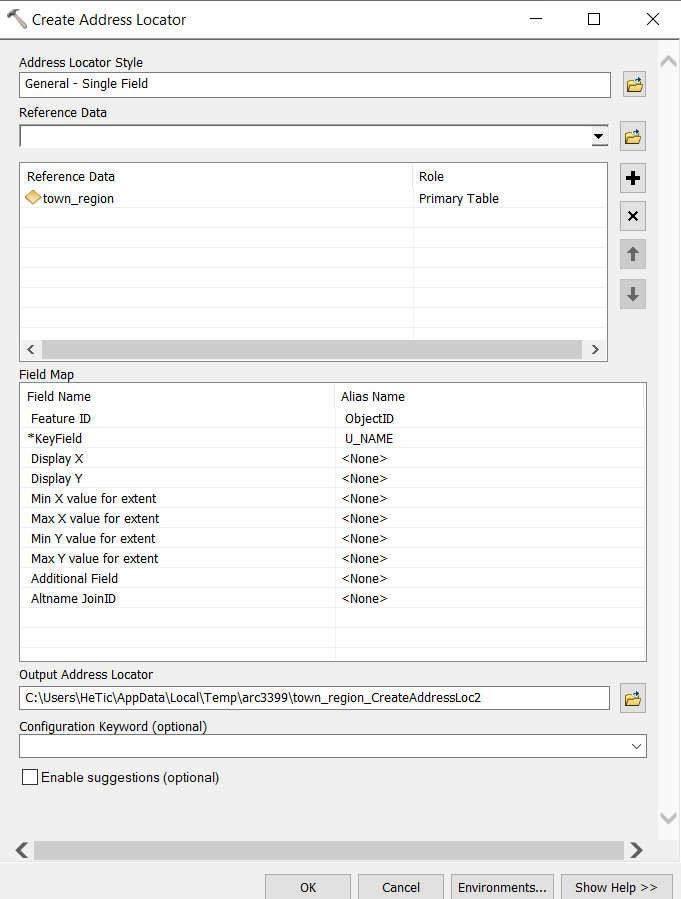 Create Address Locator
Address Locator Style
General - Single Field
Reference Data
Reference Data Role
town_region Primary Table
Field Map
Field Name Alias Name
Feature ID ObjectID
*KeyField U_NAME
Display X <None>
Display Y <None>
Min X value for extent <None>
Max X value for extent <None>
Min Y value for extent <None>
Max Y value for extent <None>
Additional Field <None>
Altname JoinID <None>
Output Address Locator
C:\Users\HeTic\AppData\Local\Temp\arc3399\town_region_CreateAddressLoc2
Configuration Keyword (optional)
Enable suggestions (optional)
OK Cancel Environments... Show Help >>